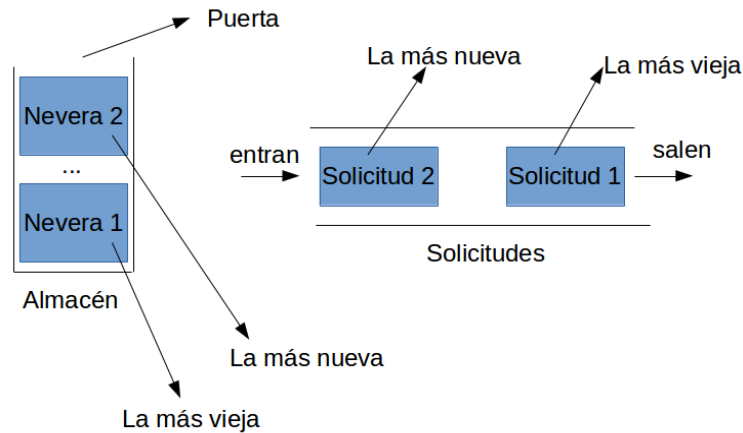 Puerta
Nevera 2
...
Nevera 1
Almacén
La más nueva
La más vieja
La más nueva
La más vieja
entran
Solicitud 2
Solicitud 1
salen
Solicitudes